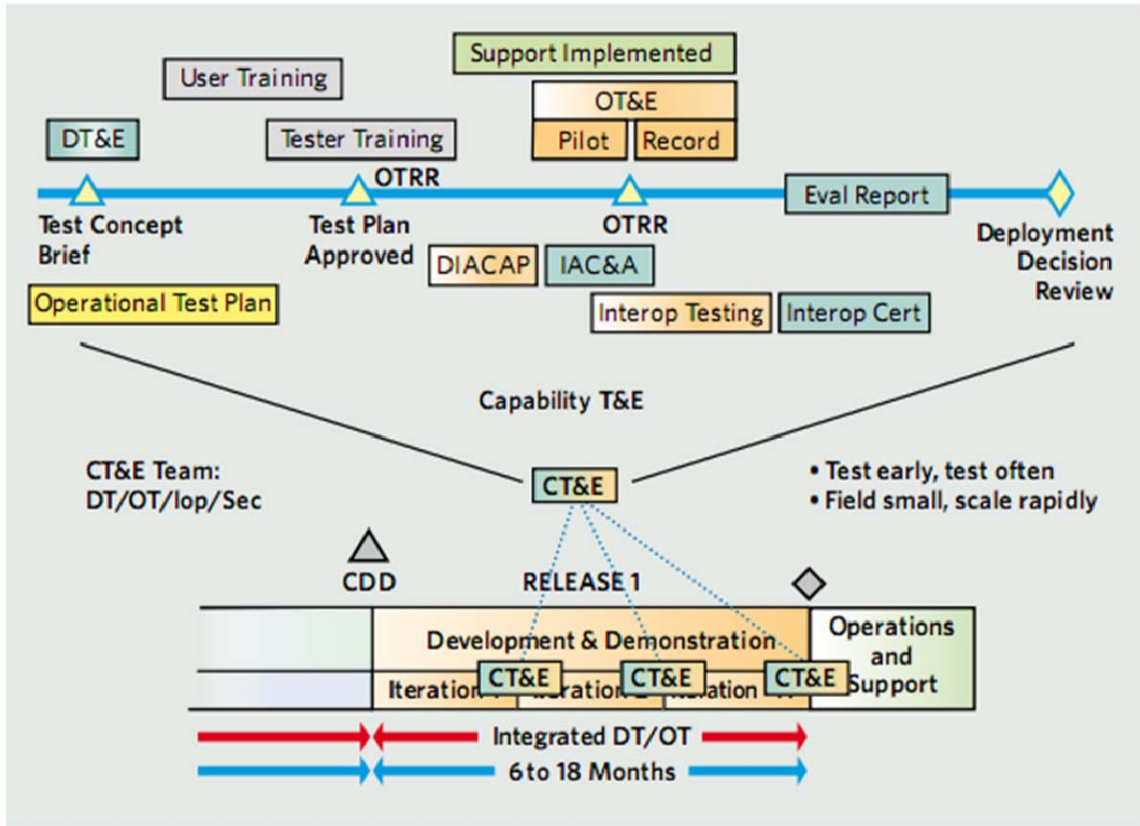 Support Implemented
User Training
OT&E
DT&E
Tester Training
Pilot
Record
OTRR
Eval Report
Test Concept
Brief
Test Plan
Approved
OTRR
Deployment
Decision
Review
DIACAP
IAC&A
Operational Test Plan
Interop Testing
Interop Cert
Capability T&E
CT&E Team:
DT/OT/Iop/Sec
CT&E
• Test early, test often
• Field small, scale rapidly
CDD
RELEASE 1
Development & Demonstration
Operations
and
Support
CT&E
CT&E
CT&E
Iteration
Integrated DT/OT
6 to 18 Months